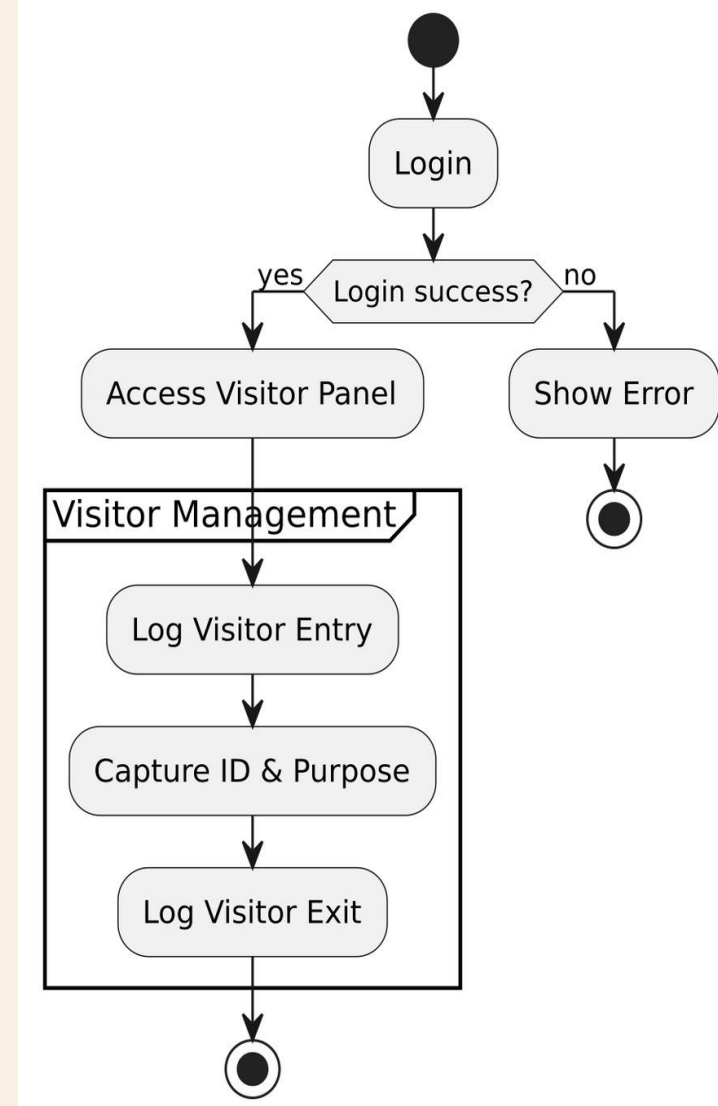 Login
Login success?
yes
no
Access Visitor Panel
Show Error
Visitor Management
Log Visitor Entry
Capture ID & Purpose
Log Visitor Exit